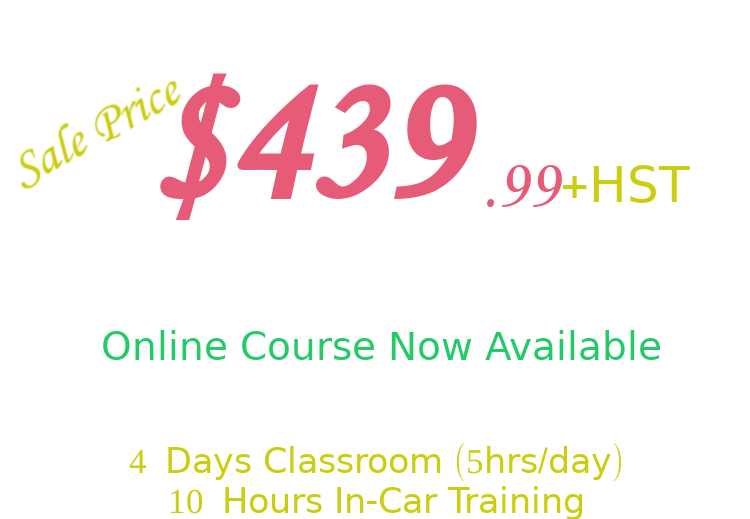 Sale Price $439.99+HST
Online Course Now Available
4 Days Classroom (5hrs/day)
10 Hours In-Car Training